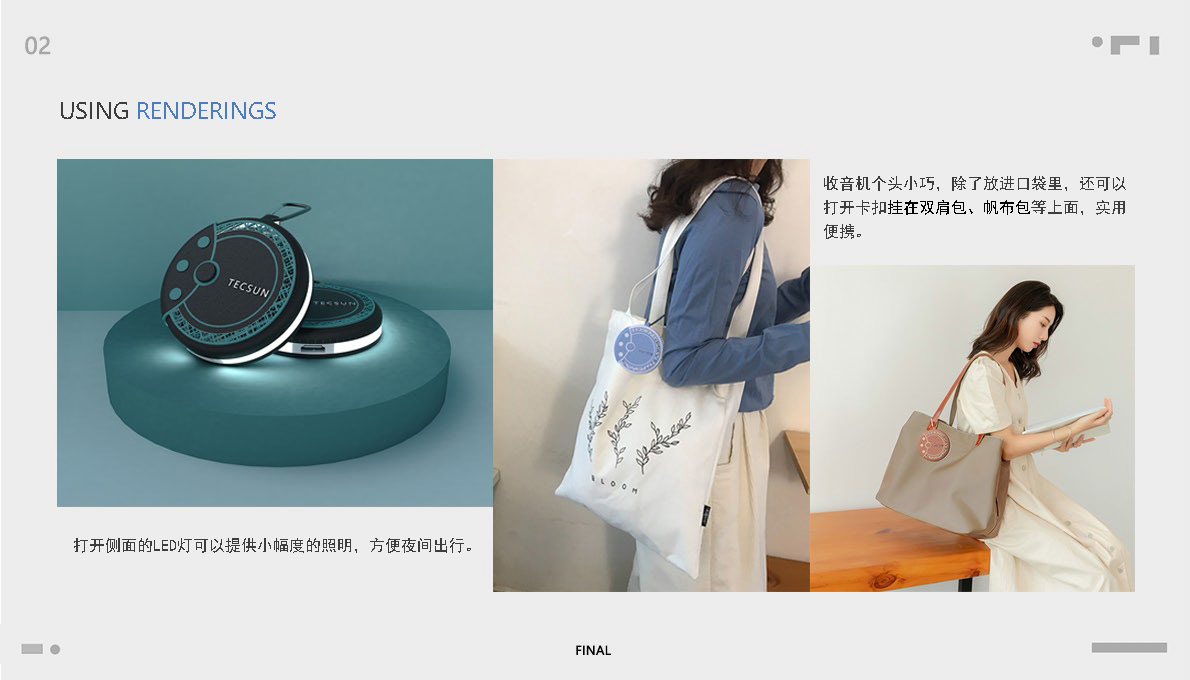 02
USING RENDERINGS
TECSUN
TECSUN
BLOOM
收音机个头小巧，除了放进口袋里，还可以
打开卡扣挂在双肩包、帆布包等上面，实用
便携。
打开侧面的LED灯可以提供小幅度的照明，方便夜间出行。
FINAL